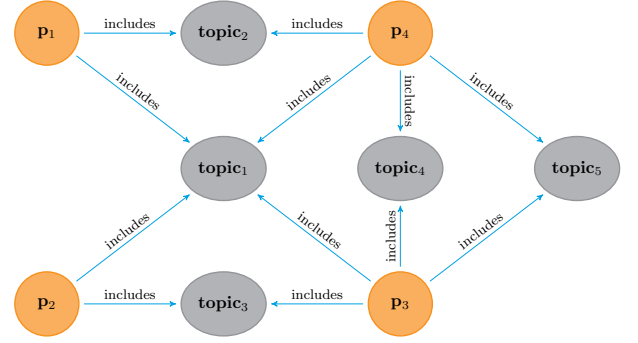 p₁ includes topic₂ includes p₄
includes includes includes includes
topic₁ topic₄ topic₅
includes includes includes includes
p₂ includes topic₃ includes p₃